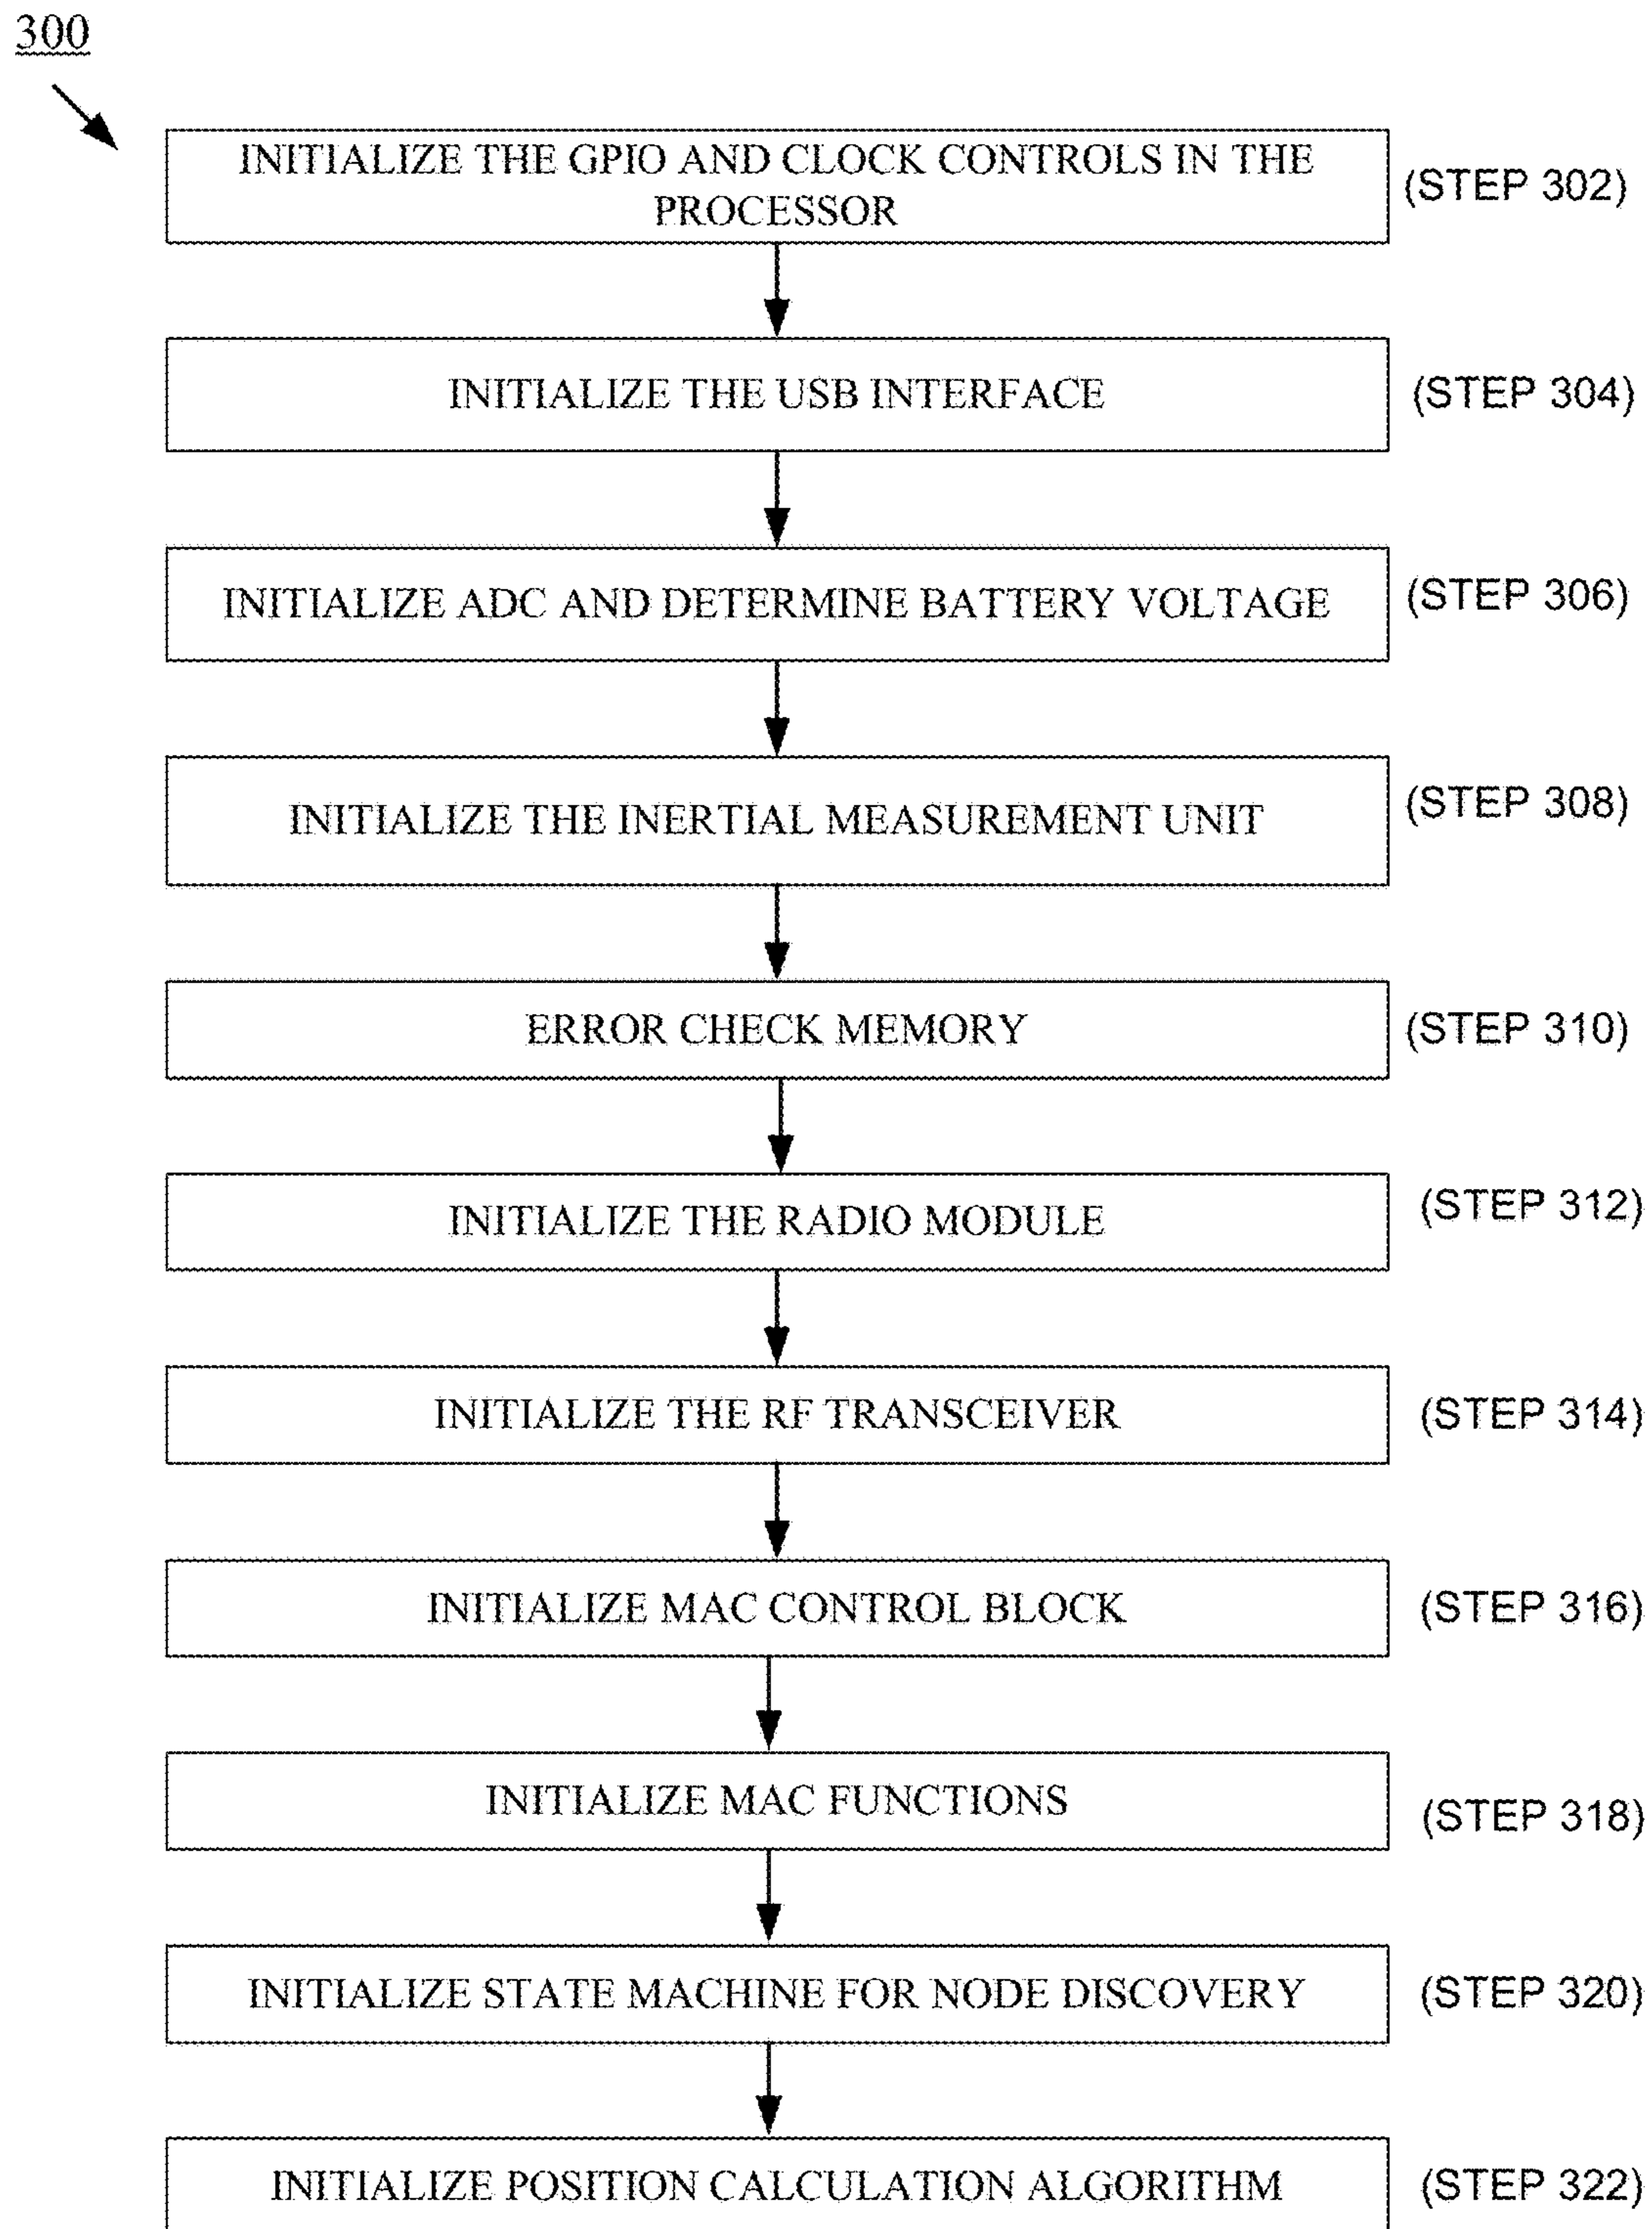 300
INITIALIZE THE GPIO AND CLOCK CONTROLS IN THE
PROCESSOR
(STEP 302)
INITIALIZE THE USB INTERFACE
(STEP 304)
INITIALIZE ADC AND DETERMINE BATTERY VOLTAGE
(STEP 306)
INITIALIZE THE INERTIAL MEASUREMENT UNIT
(STEP 308)
ERROR CHECK MEMORY
(STEP 310)
INITIALIZE THE RADIO MODULE
(STEP 312)
INITIALIZE THE RF TRANSCEIVER
(STEP 314)
INITIALIZE MAC CONTROL BLOCK
(STEP 316)
INITIALIZE MAC FUNCTIONS
(STEP 318)
INITIALIZE STATE MACHINE FOR NODE DISCOVERY
(STEP 320)
INITIALIZE POSITION CALCULATION ALGORITHM
(STEP 322)